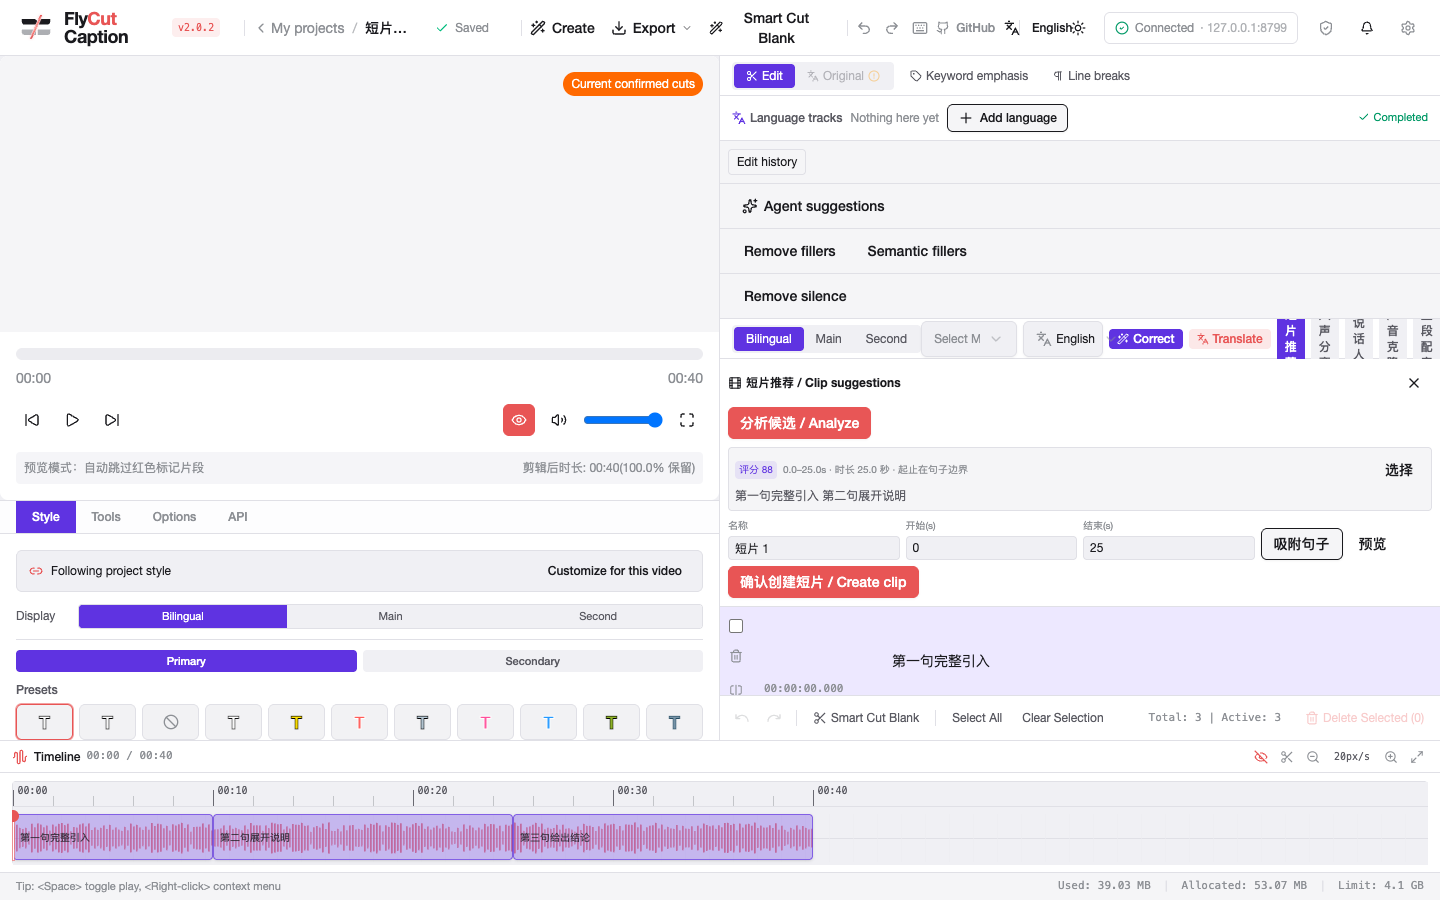 FlyCut
Caption
v2.0.2
My projects / 短片...
Saved
Create
Export
Smart Cut
Blank
GitHub
English
Connected · 127.0.0.1:8799
Current confirmed cuts
00:00
00:40
预览模式：自动跳过红色标记片段
剪辑后时长: 00:40(100.0% 保留)
Style
Tools
Options
API
Following project style
Customize for this video
Display
Bilingual
Main
Second
Primary
Secondary
Presets
Edit
Original
Keyword emphasis
Line breaks
Language tracks
Nothing here yet
Add language
Completed
Edit history
Agent suggestions
Remove fillers
Semantic fillers
Remove silence
Bilingual
Main
Second
Select M
English
Correct
Translate
片
推
声
分
说
话
人
音
克
段
配
短片推荐 / Clip suggestions
分析候选 / Analyze
评分 88
0.0–25.0s · 时长 25.0 秒 · 起止在句子边界
选择
第一句完整引入 第二句展开说明
名称
开始(s)
结束(s)
短片 1
0
25
吸附句子
预览
确认创建短片 / Create clip
第一句完整引入
00:00:00.000
Smart Cut Blank
Select All
Clear Selection
Total: 3 | Active: 3
Delete Selected (0)
Timeline
00:00 / 00:40
20px/s
00:00
00:10
00:20
00:30
00:40
第一句完整引入
第二句展开说明
第三句给出结论
Tip: <Space> toggle play, <Right-click> context menu
Used: 39.03 MB
Allocated: 53.07 MB
Limit: 4.1 GB